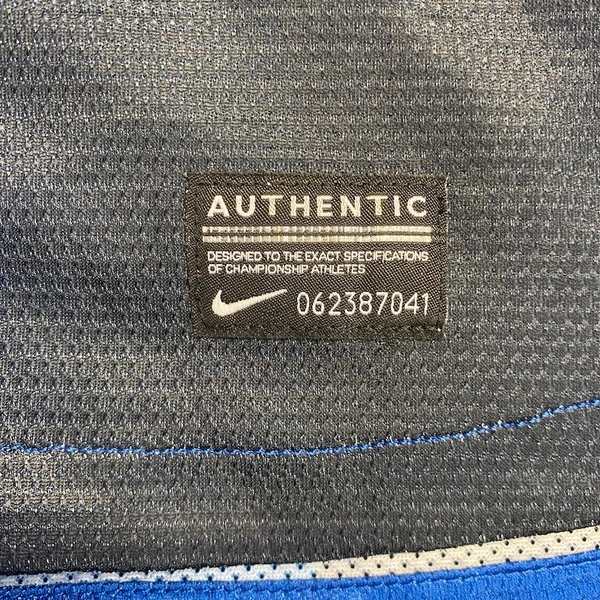 AUTHENTIC
DESIGNED TO THE EXACT SPECIFICATIONS
OF CHAMPIONSHIP ATHLETES
062387041